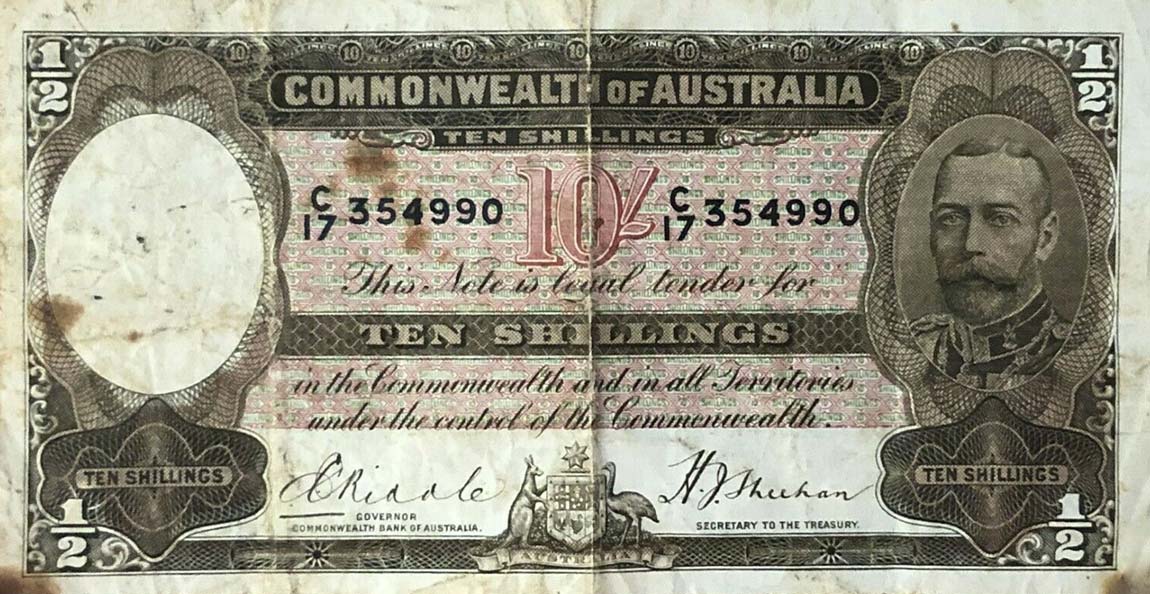 1/2 1/2
COMMONWEALTH OF AUSTRALIA
TEN SHILLINGS
C/17 354990 10/- C/17 354990
This Note is legal tender for
TEN SHILLINGS
in the Commonwealth and in all Territories
under the control of the Commonwealth.
TEN SHILLINGS TEN SHILLINGS
E C Riddle H.J. Sheehan
GOVERNOR
COMMONWEALTH BANK OF AUSTRALIA. SECRETARY TO THE TREASURY.
1/2 1/2
AUSTRALIA